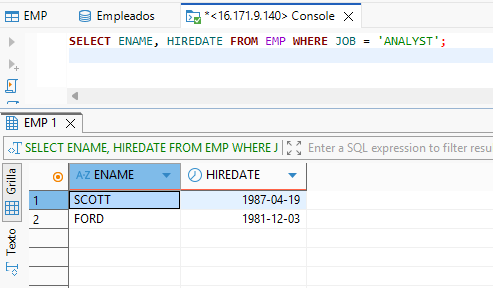 EMP Empleados *<16.171.9.140> Console
SELECT ENAME, HIREDATE FROM EMP WHERE JOB = 'ANALYST';
EMP 1
SELECT ENAME, HIREDATE FROM EMP WHERE J Enter a SQL expression to filter resu
Grilla
Texto
A-Z ENAME HIREDATE
1 SCOTT 1987-04-19
2 FORD 1981-12-03